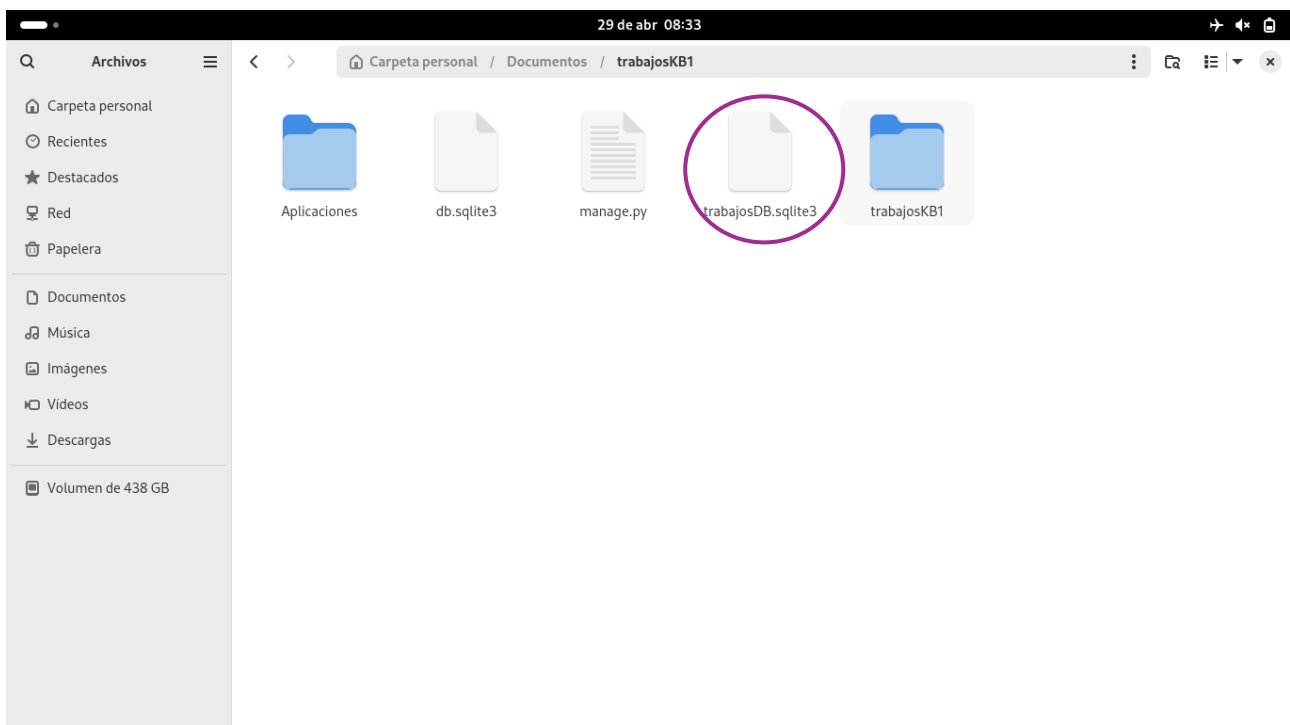 29 de abr 08:33
Archivos
Carpeta personal / Documentos / trabajosKB1
Carpeta personal
Recientes
Destacados
Red
Papelera
Documentos
Música
Imágenes
Vídeos
Descargas
Volumen de 438 GB
Aplicaciones
db.sqlite3
manage.py
trabajosDB.sqlite3
trabajosKB1